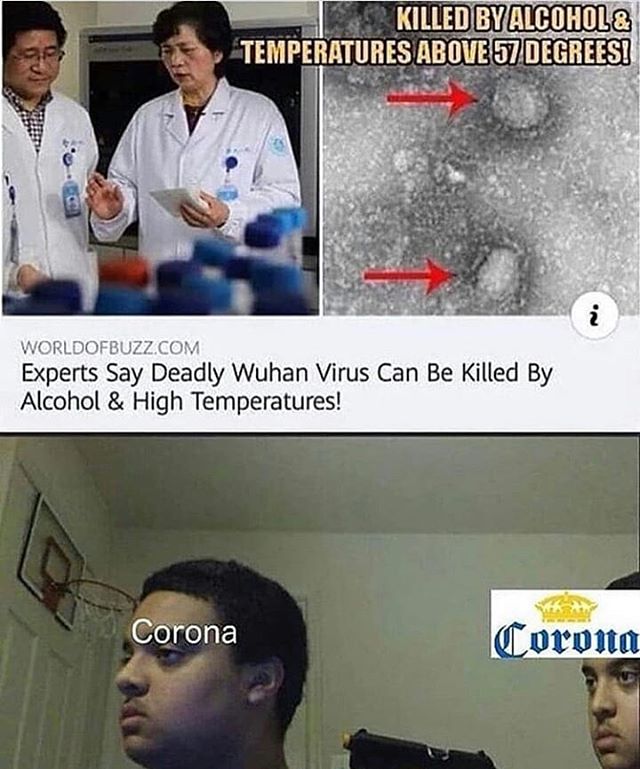 KILLED BY ALCOHOL &
TEMPERATURES ABOVE 57 DEGREES!
i
WORLDOFBUZZ.COM
Experts Say Deadly Wuhan Virus Can Be Killed By
Alcohol & High Temperatures!
Corona
Corona